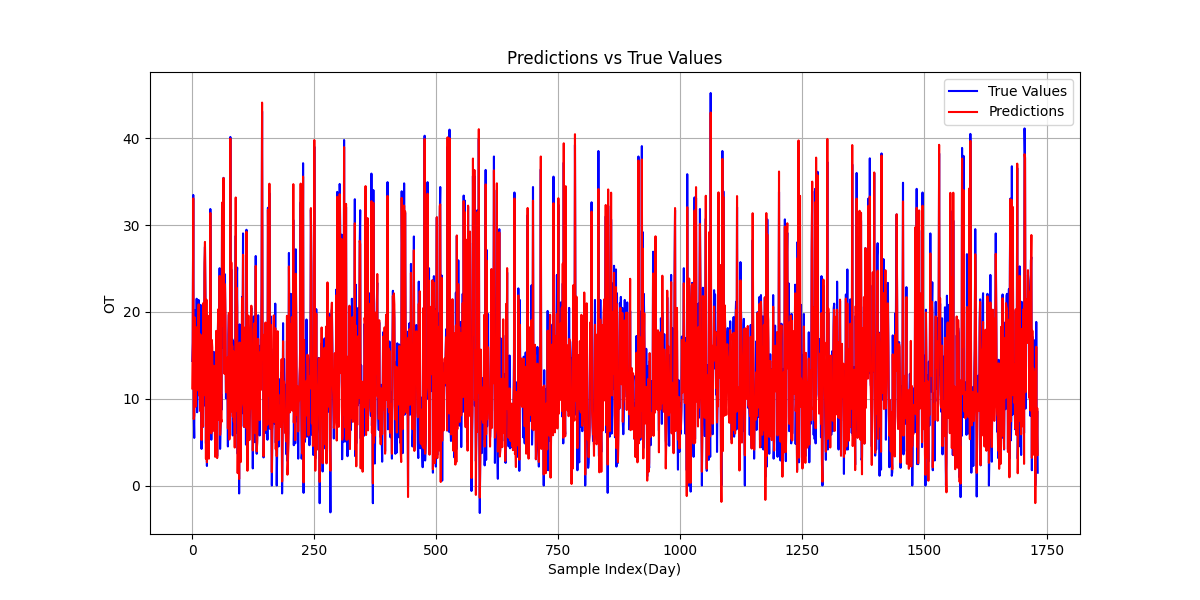 Predictions vs True Values
True Values
Predictions
OT
40
30
20
10
0
0 250 500 750 1000 1250 1500 1750
Sample Index(Day)